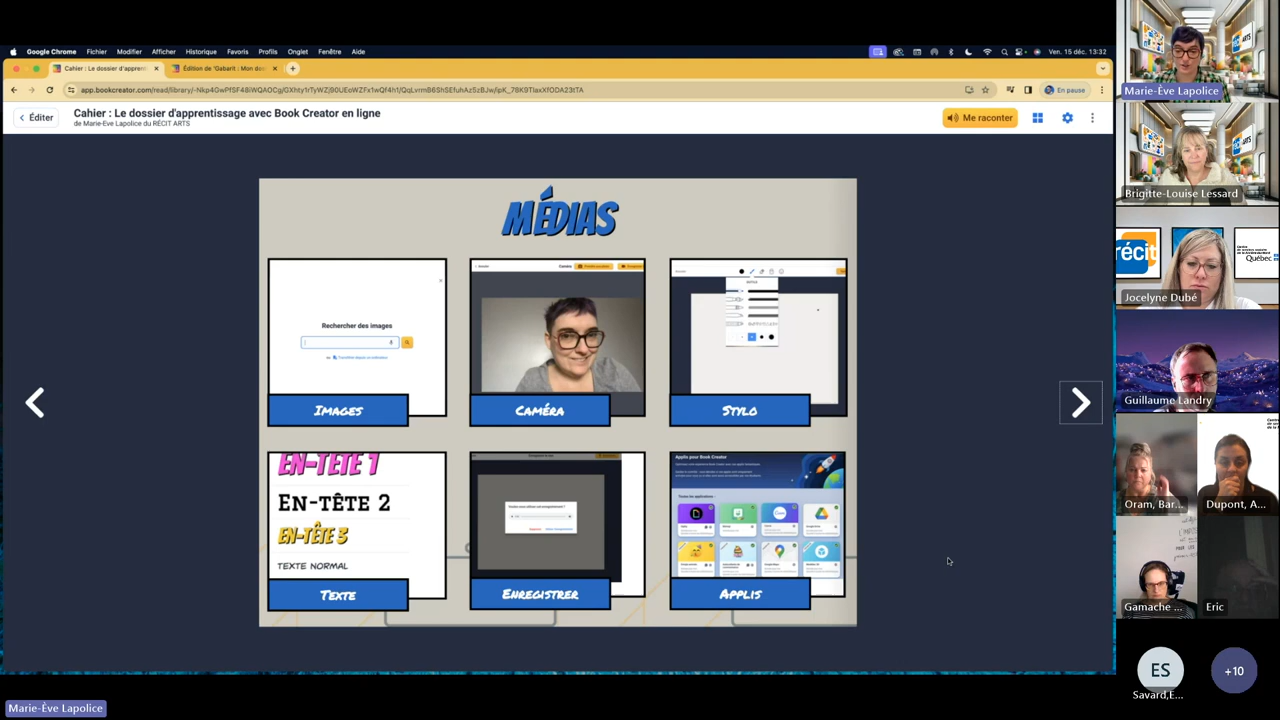 Google Chrome Fichier Modifier Afficher Historique Favoris Profils Onglet Fenêtre Aide
Ven. 15 déc. 13:32
Cahier : Le dossier d'apprent
Édition de "Gabarit : Mon dos
En pause
Éditer
Cahier : Le dossier d'apprentissage avec Book Creator en ligne
de Marie-Eve Lapolice du RÉCIT ARTS
Me raconter
MÉDIAS
Rechercher des images
IMAGES
Caméra
CAMÉRA
STYLO
EN-TÊTE 1
EN-TÊTE 2
EN-TÊTE 3
TEXTE NORMAL
TEXTE
ENREGISTRER
Applis pour Book Creator
APPLIS
Marie-Ève Lapolice
Brigitte-Louise Lessard
récit
Québec
Jocelyne Dubé
Guillaume Landry
Oram, Bar...
Dupont, A...
Gamache ...
Eric
ES
Savard,E...
+10
Marie-Ève Lapolice